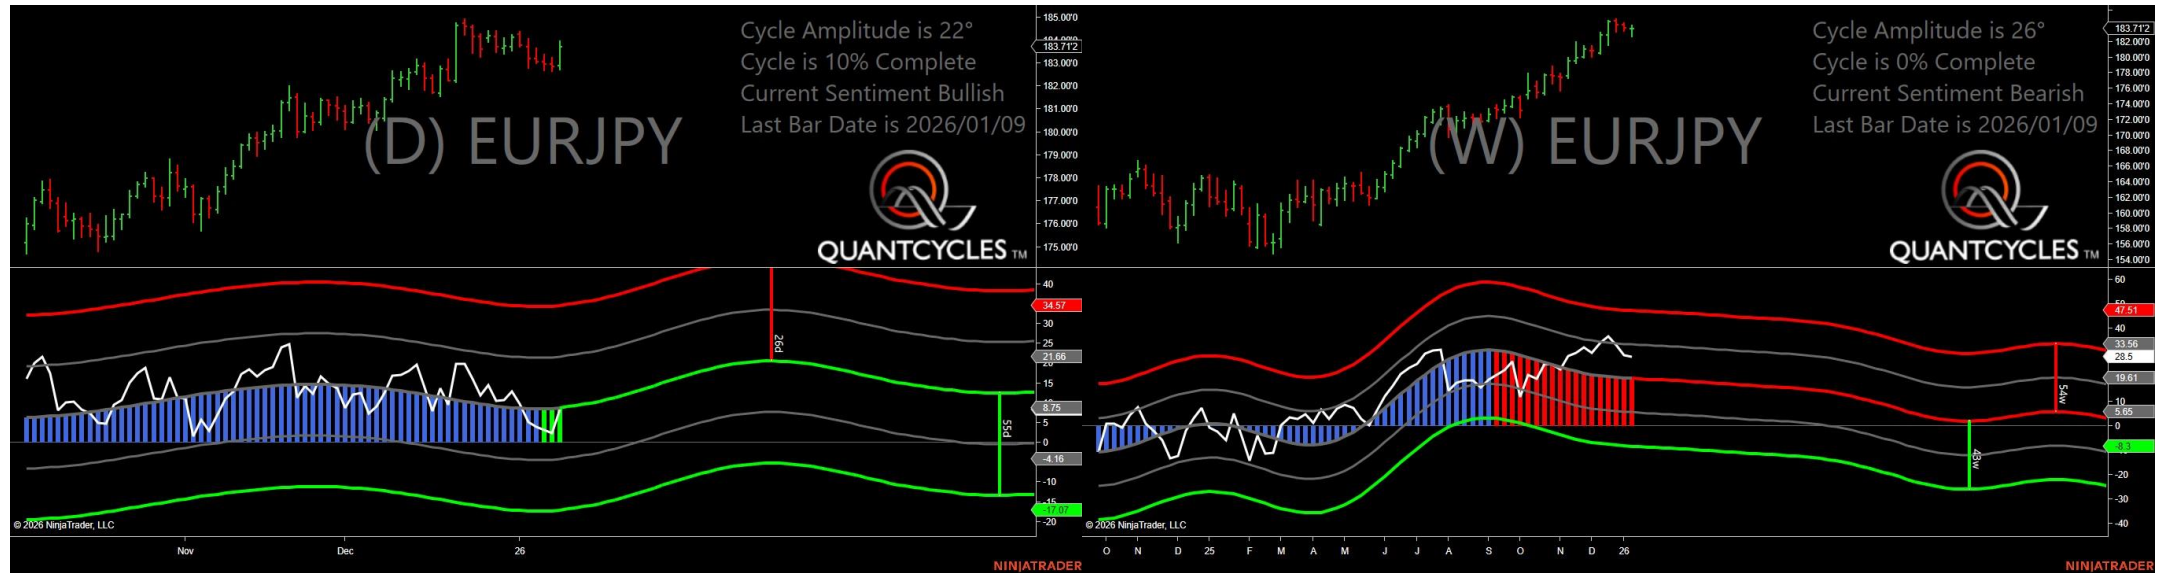 Cycle Amplitude is 22°
Cycle is 10% Complete
Current Sentiment Bullish
Last Bar Date is 2026/01/09
(D) EURJPY
QUANTCYCLES TM
185.00'0
183.71'2
183.00'0
182.00'0
181.00'0
180.00'0
179.00'0
178.00'0
177.00'0
176.00'0
175.00'0
40
34.57
30
25
21.66
15
8.75
5
0
-4.16
-10
-15
-17.07
-20
26d
55d
© 2026 NinjaTrader, LLC
Nov Dec 26
NINJATRADER
Cycle Amplitude is 26°
Cycle is 0% Complete
Current Sentiment Bearish
Last Bar Date is 2026/01/09
(W) EURJPY
QUANTCYCLES TM
183.71'2
182.00'0
180.00'0
178.00'0
176.00'0
174.00'0
172.00'0
170.00'0
168.00'0
166.00'0
164.00'0
162.00'0
160.00'0
158.00'0
156.00'0
154.00'0
60
47.51
40
33.56
28.5
19.61
10
5.65
0
-8.3
-20
-30
-40
54w
43w
© 2026 NinjaTrader, LLC
O N D 25 F M A M J J A S O N D 26
NINJATRADER